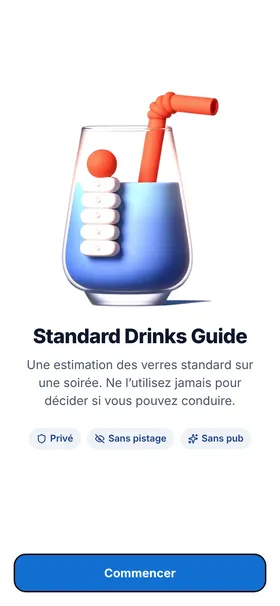 Standard Drinks Guide
Une estimation des verres standard sur
une soirée. Ne l’utilisez jamais pour
décider si vous pouvez conduire.
Privé
Sans pistage
Sans pub
Commencer